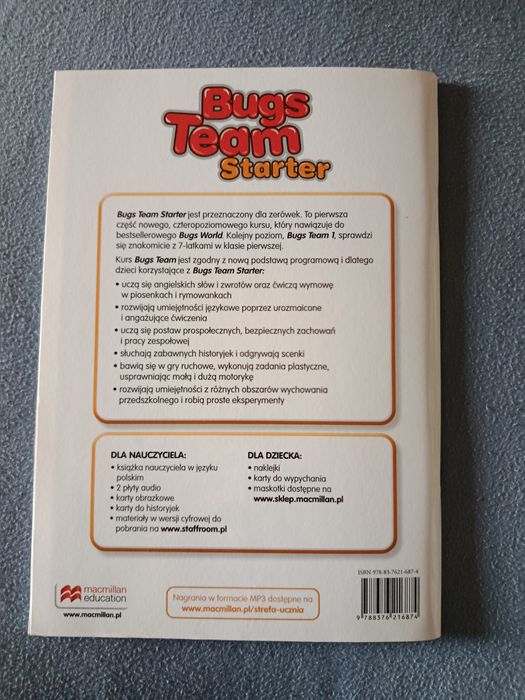 Bugs
Team
Starter
Bugs Team Starter jest przeznaczony dla zerówek. To pierwsza
część nowego, czteropoziomowego kursu, który nawiązuje do
bestsellerowego Bugs World. Kolejny poziom, Bugs Team 1, sprawdzi
się znakomicie z 7-latkami w klasie pierwszej.
Kurs Bugs Team jest zgodny z nową podstawą programową i dlatego
dzieci korzystające z Bugs Team Starter:
• uczą się angielskich słów i zwrotów oraz ćwiczą wymowę
w piosenkach i rymowankach
• rozwijają umiejętności językowe poprzez urozmaicone
i angażujące ćwiczenia
• uczą się postaw prospołecznych, bezpiecznych zachowań
i pracy zespołowej
• słuchają zabawnych historyjek i odgrywają scenki
• bawią się w gry ruchowe, wykonują zadania plastyczne,
usprawniając małą i dużą motorykę
• rozwijają umiejętności z różnych obszarów wychowania
przedszkolnego i robią proste eksperymenty
DLA NAUCZYCIELA:
• książka nauczyciela w języku
polskim
• 2 płyty audio
• karty obrazkowe
• karty do historyjek
• materiały w wersji cyfrowej do
pobrania na www.staffroom.pl
DLA DZIECKA:
• naklejki
• karty do wypychania
• maskotki dostępne na
www.sklep.macmillan.pl
macmillan
education
www.macmillan.pl
Nagrania w formacie MP3 dostępne na
www.macmillan.pl/strefa-ucznia
ISBN 978-83-7621-687-4
9 788376 216874